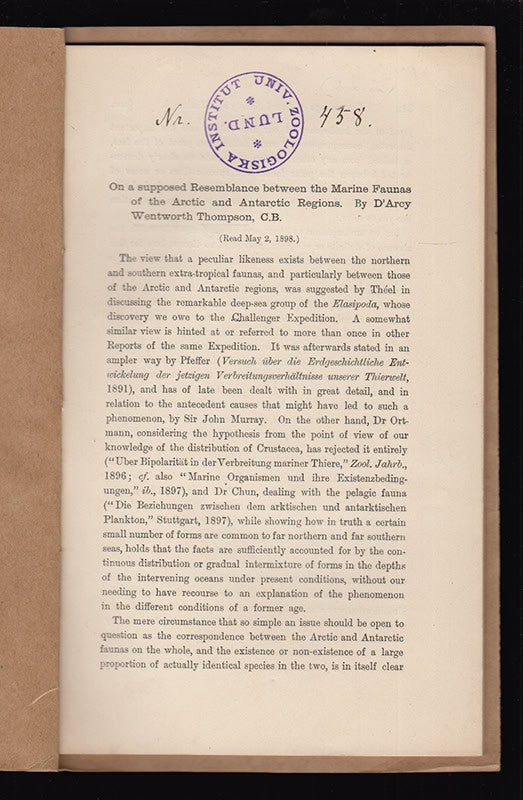 Nr. 458.
ZOOLOGISKA INSTITUT UNIV.
* LUND. *
On a supposed Resemblance between the Marine Faunas
of the Arctic and Antarctic Regions. By D'Arcy
Wentworth Thompson, C.B.
(Read May 2, 1898.)
The view that a peculiar likeness exists between the northern
and southern extra-tropical faunas, and particularly between those
of the Arctic and Antarctic regions, was suggested by Théel in
discussing the remarkable deep-sea group of the Elasipoda, whose
discovery we owe to the Challenger Expedition. A somewhat
similar view is hinted at or referred to more than once in other
Reports of the same Expedition. It was afterwards stated in an
ampler way by Pfeffer (Versuch über die Erdgeschichtliche Ent-
wickelung der jetzigen Verbreitungsverhältnisse unserer Thierwelt,
1891), and has of late been dealt with in great detail, and in
relation to the antecedent causes that might have led to such a
phenomenon, by Sir John Murray. On the other hand, Dr Ort-
mann, considering the hypothesis from the point of view of our
knowledge of the distribution of Crustacea, has rejected it entirely
("Uber Bipolarität in der Verbreitung mariner Thiere," Zool. Jahrb.,
1896; cf. also "Marine Organismen und ihre Existenzbeding-
ungen," ib., 1897), and Dr Chun, dealing with the pelagic fauna
("Die Beziehungen zwischen dem arktischen und antarktischen
Plankton," Stuttgart, 1897), while showing how in truth a certain
small number of forms are common to far northern and far southern
seas, holds that the facts are sufficiently accounted for by the con-
tinuous distribution or gradual intermixture of forms in the depths
of the intervening oceans under present conditions, without our
needing to have recourse to an explanation of the phenomenon
in the different conditions of a former age.
The mere circumstance that so simple an issue should be open to
question as the correspondence between the Arctic and Antarctic
faunas on the whole, and the existence or non-existence of a large
proportion of actually identical species in the two, is in itself clear